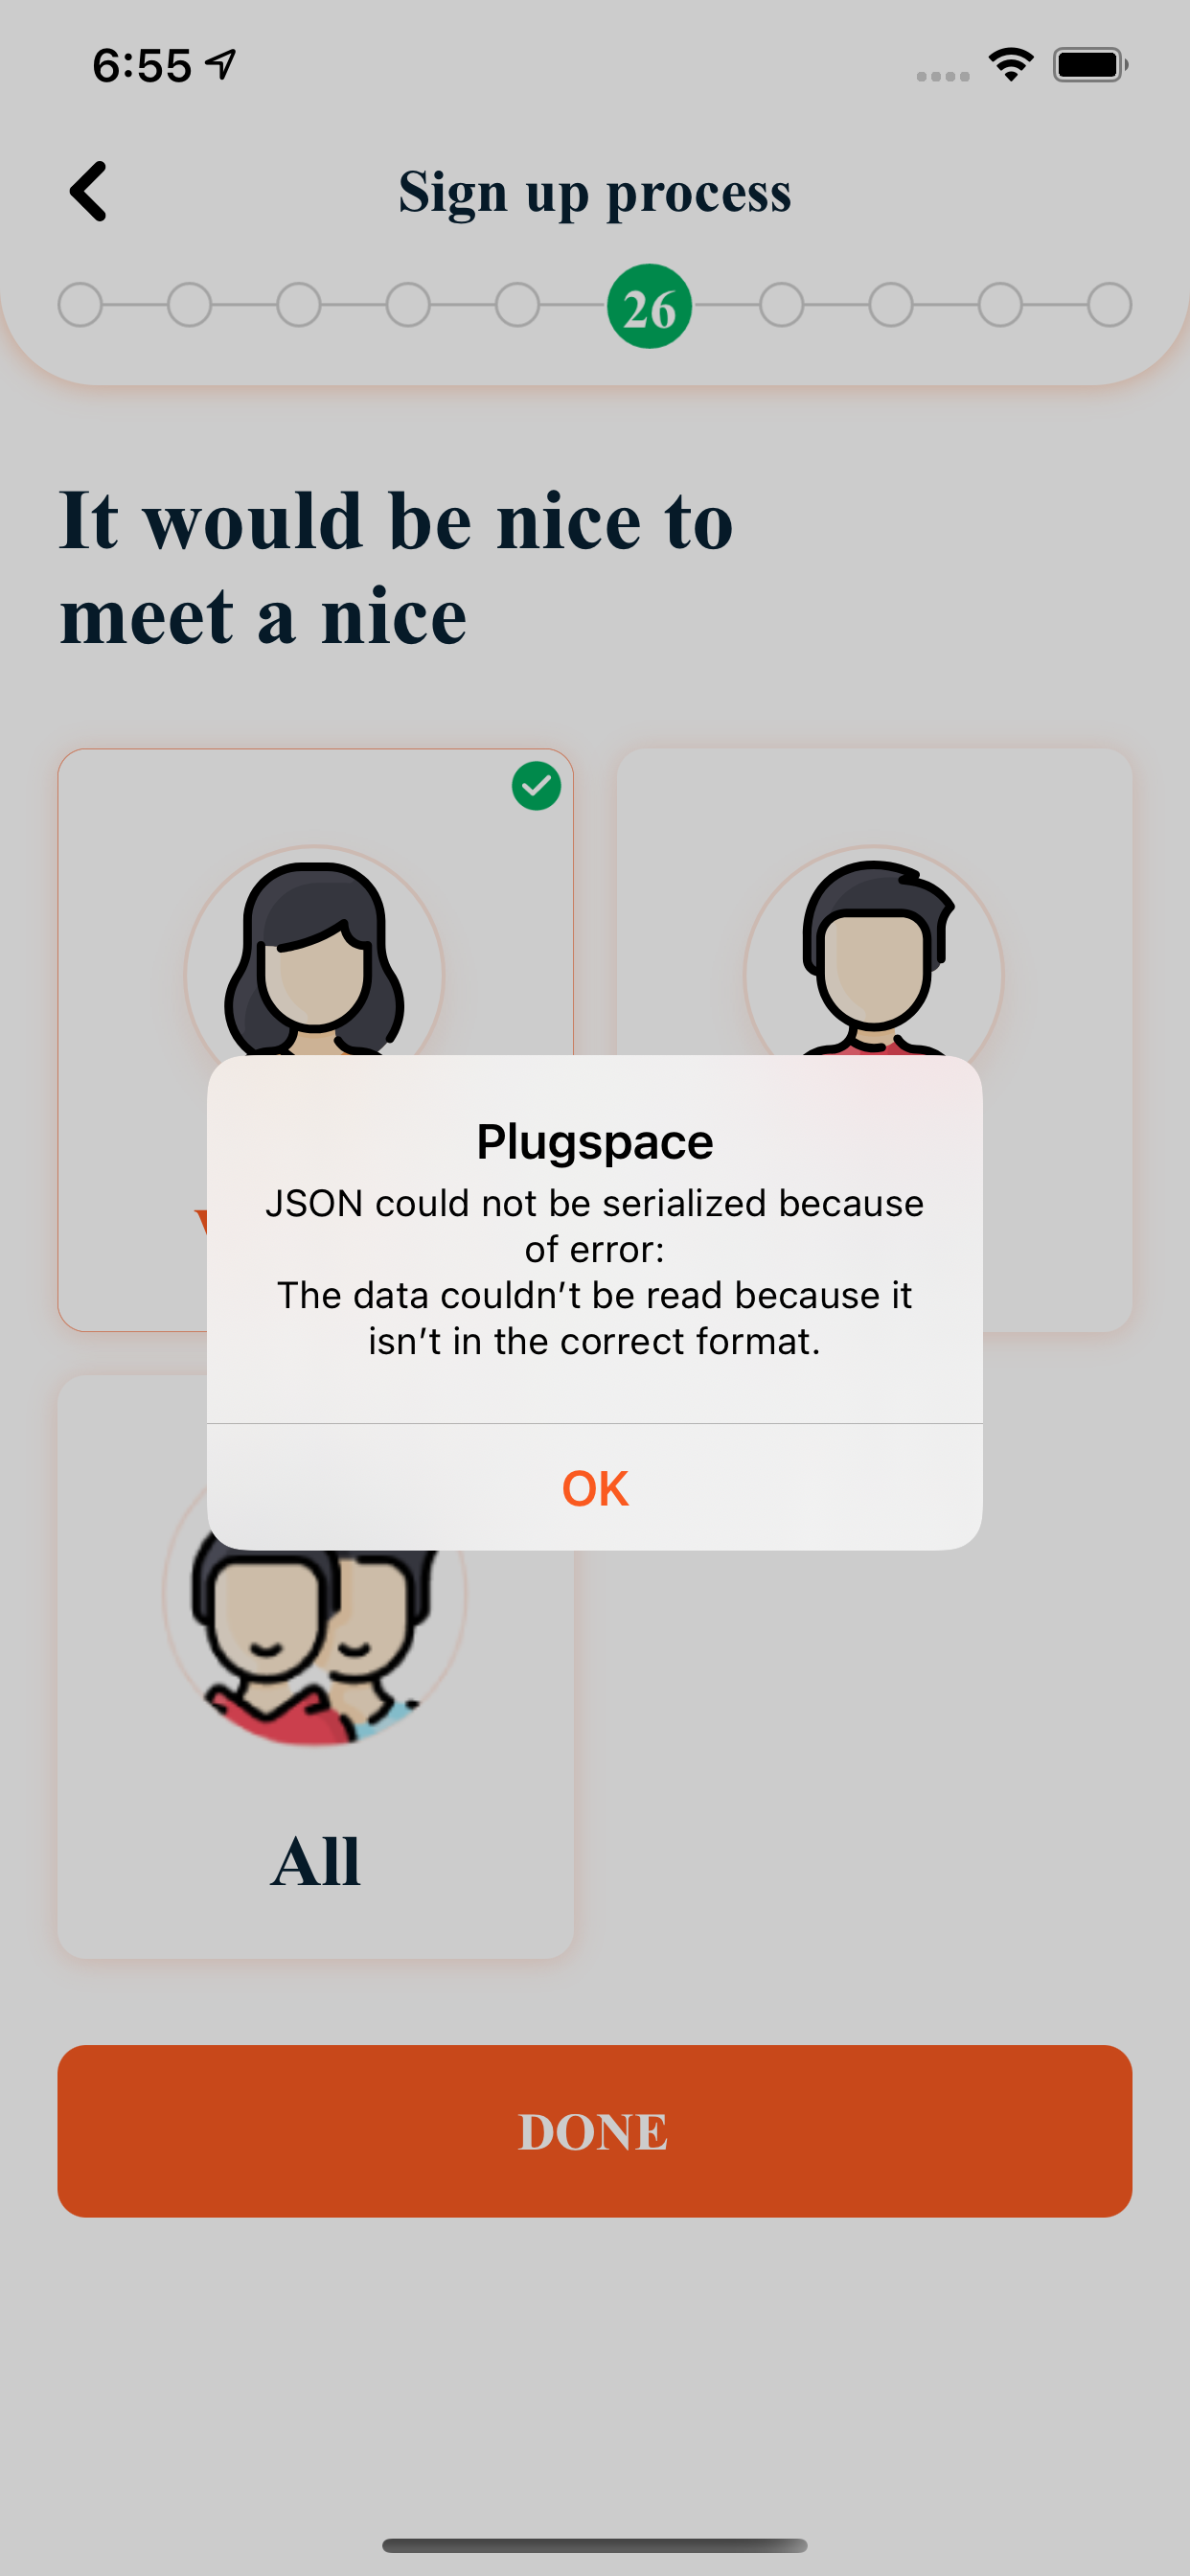 6:55
Sign up process
26
It would be nice to
meet a nice
Plugspace
JSON could not be serialized because
of error:
The data couldn’t be read because it
isn’t in the correct format.
OK
All
DONE